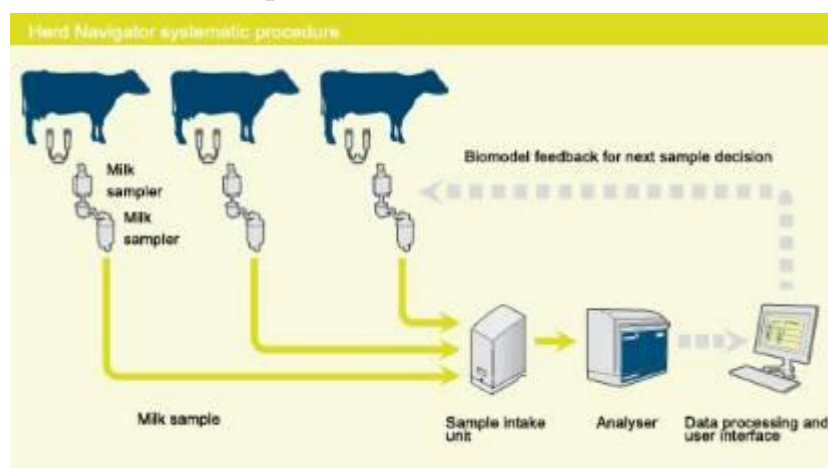 Herd Navigator systematic procedure
Biomodel feedback for next sample decision
Milk
sampler
Milk
sampler
Milk sample
Sample intake
unit
Analyser
Data processing and
user interface